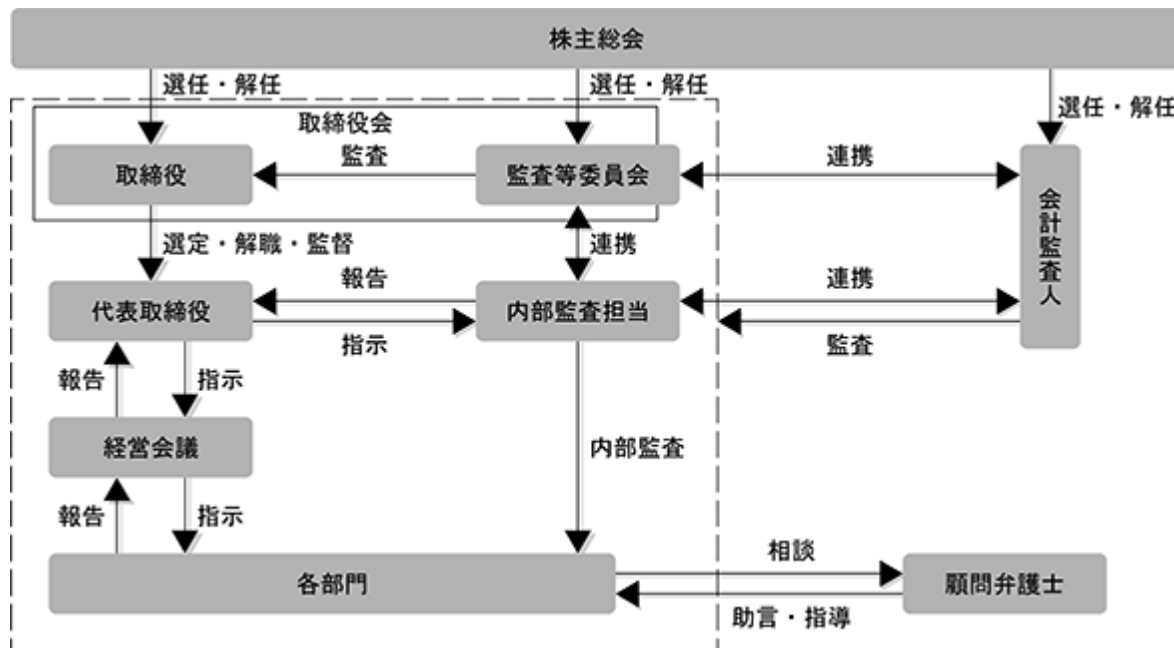 株主総会
選任・解任
選任・解任
選任・解任
取締役会
取締役
監査
監査等委員会
連携
会計監査人
選定・解職・監督
連携
代表取締役
報告
指示
内部監査担当
連携
監査
報告
指示
経営会議
内部監査
報告
指示
各部門
相談
助言・指導
顧問弁護士